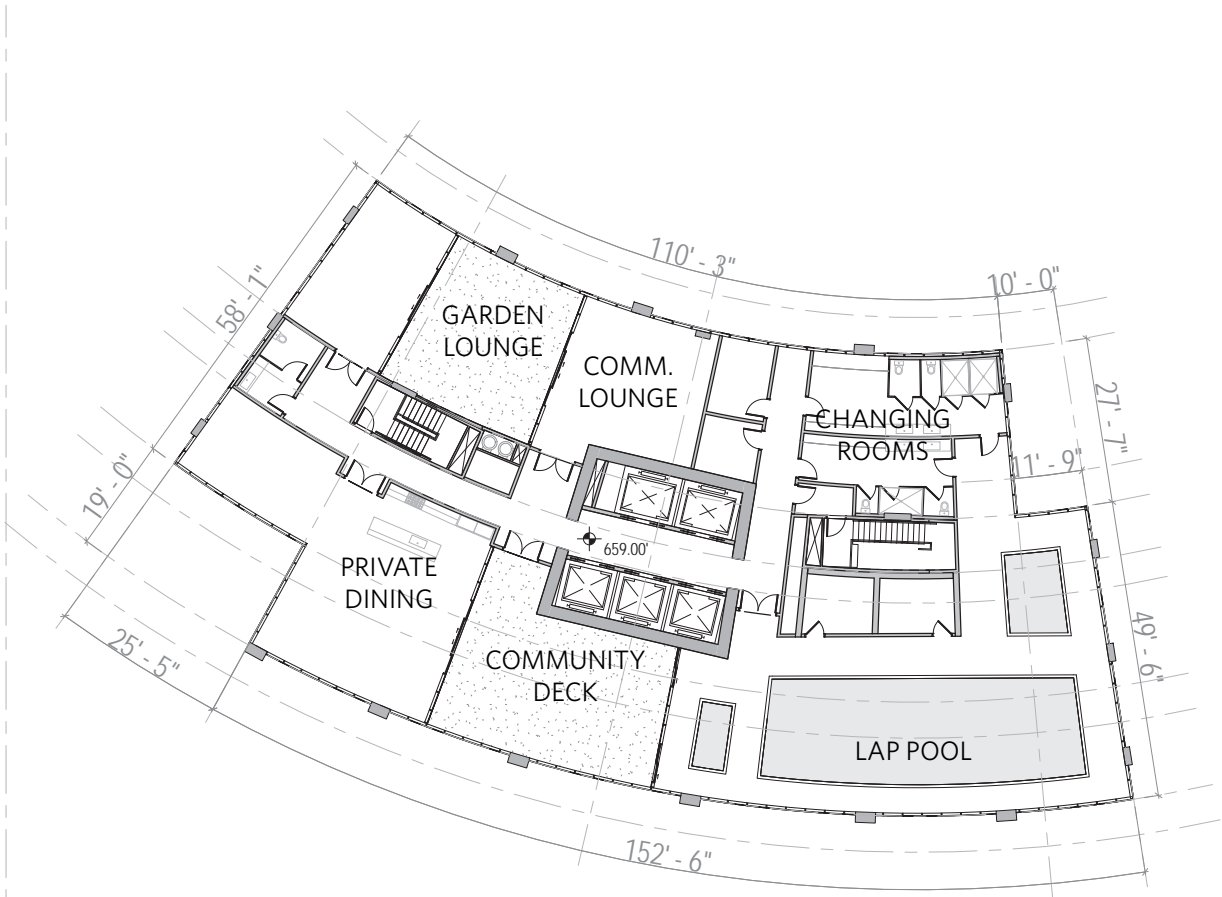 110' - 3"
10' - 0"
58' - 1"
GARDEN
LOUNGE
COMM.
LOUNGE
CHANGING
ROOMS
27' - 7"
11' - 9"
19' - 0"
659.00'
PRIVATE
DINING
COMMUNITY
DECK
49' - 6"
25' - 5"
LAP POOL
152' - 6"